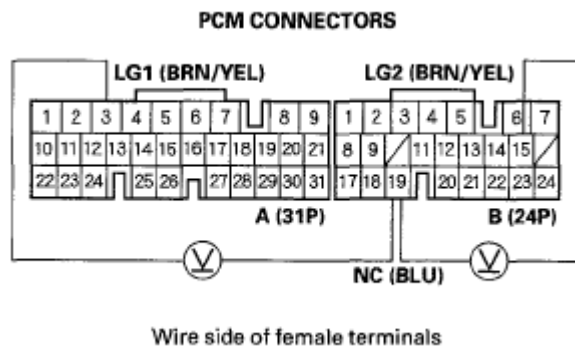 PCM CONNECTORS
LG1 (BRN/YEL) LG2 (BRN/YEL)
1 2 3 4 5 6 7 8 9 1 2 3 4 5 6 7
10 11 12 13 14 15 16 17 18 19 20 21 8 9 11 12 13 14 15
22 23 24 25 26 27 28 29 30 31 17 18 19 20 21 22 23 24
A (31P) B (24P)
V V
NC (BLU)
Wire side of female terminals